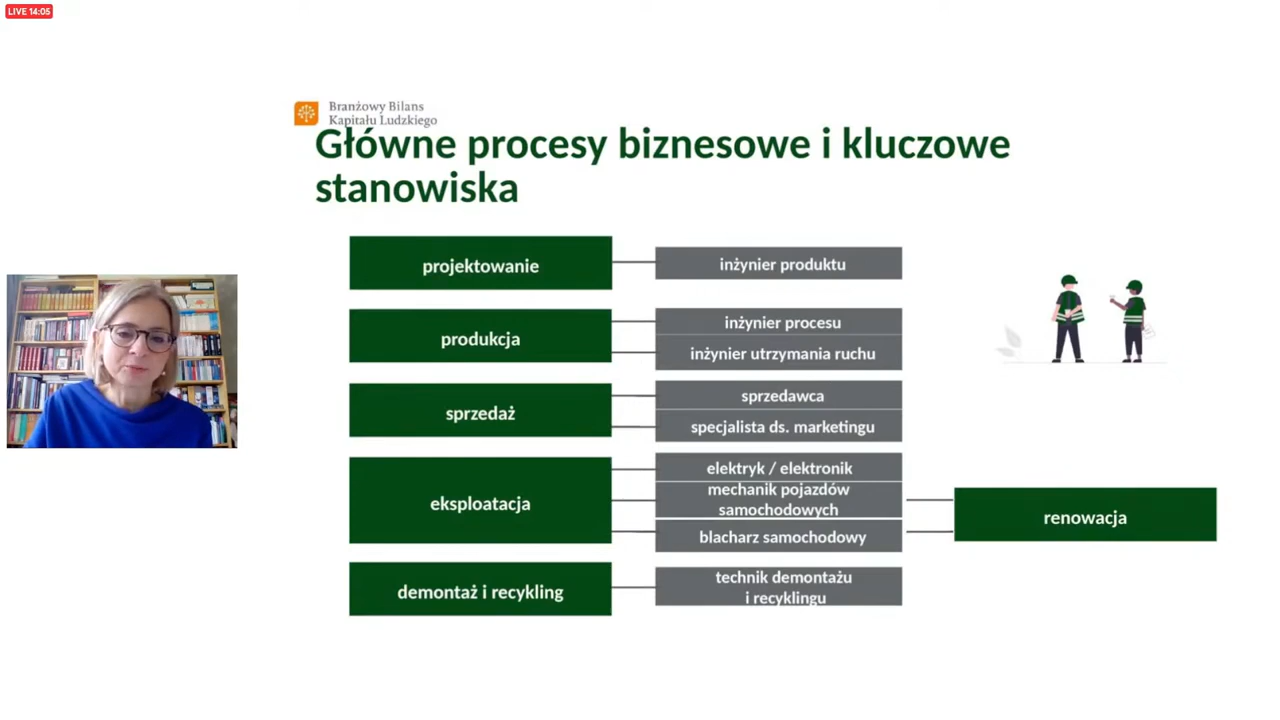 LIVE 14:05
Branżowy Bilans
Kapitału Ludzkiego
Główne procesy biznesowe i kluczowe
stanowiska
projektowanie
inżynier produktu
produkcja
inżynier procesu
inżynier utrzymania ruchu
sprzedaż
sprzedawca
specjalista ds. marketingu
eksploatacja
elektryk / elektronik
mechanik pojazdów
samochodowych
blacharz samochodowy
renowacja
demontaż i recykling
technik demontażu
i recyklingu